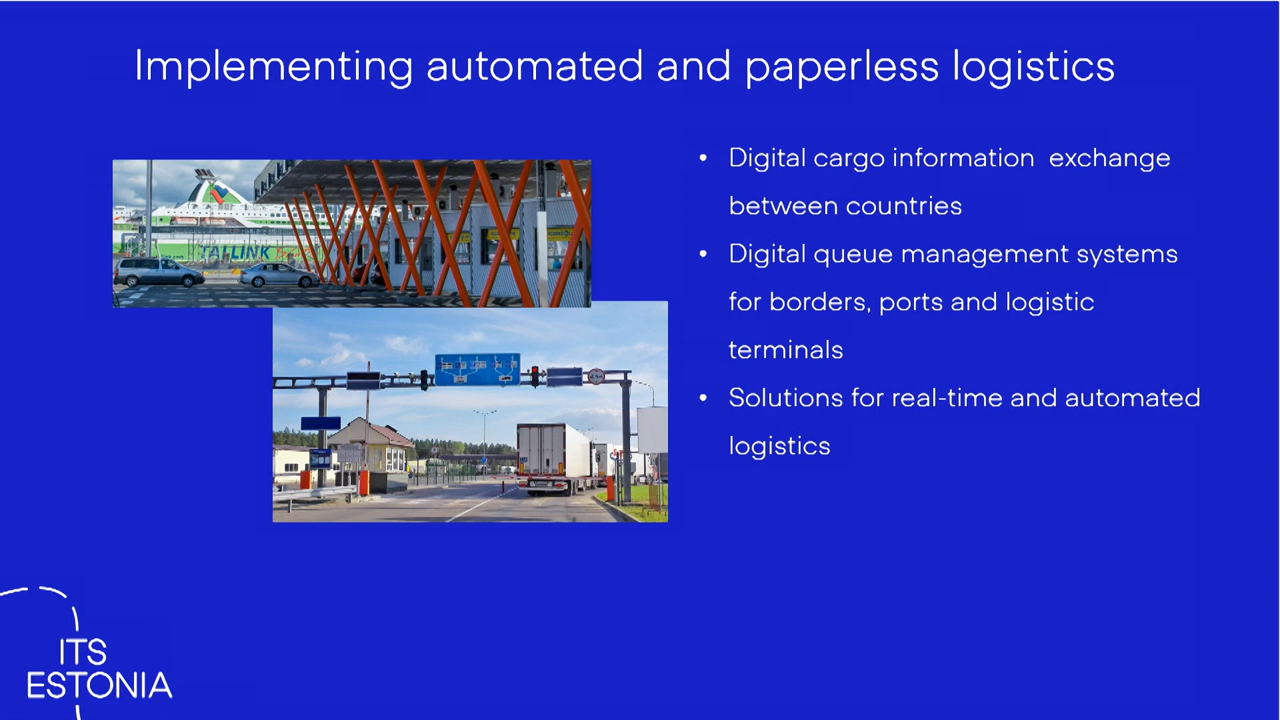 Implementing automated and paperless logistics
TALLINK
• Digital cargo information exchange
between countries
• Digital queue management systems
for borders, ports and logistic
terminals
• Solutions for real-time and automated
logistics
ITS
ESTONIA